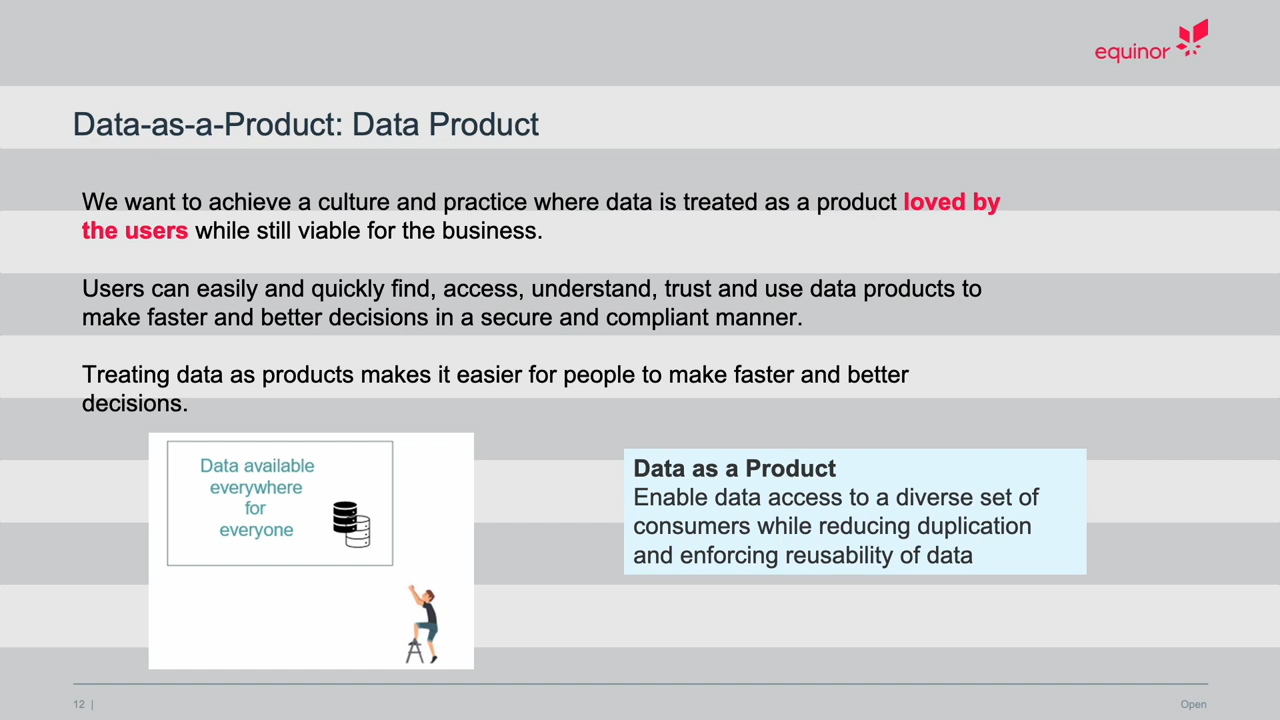 equinor
Data-as-a-Product: Data Product
We want to achieve a culture and practice where data is treated as a product loved by
the users while still viable for the business.
Users can easily and quickly find, access, understand, trust and use data products to
make faster and better decisions in a secure and compliant manner.
Treating data as products makes it easier for people to make faster and better
decisions.
Data available
everywhere
for
everyone
Data as a Product
Enable data access to a diverse set of
consumers while reducing duplication
and enforcing reusability of data
12 |
Open